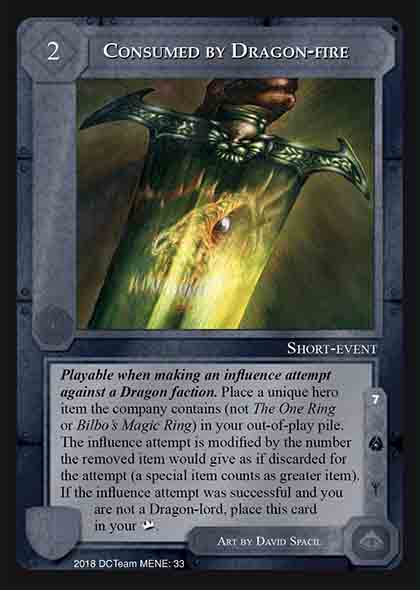 2
CONSUMED BY DRAGON-FIRE
SHORT-EVENT
Playable when making an influence attempt
against a Dragon faction. Place a unique hero
item the company contains (not The One Ring
or Bilbo's Magic Ring) in your out-of-play pile.
The influence attempt is modified by the number
the removed item would give as if discarded for
the attempt (a special item counts as greater item).
If the influence attempt was successful and you
are not a Dragon-lord, place this card
in your .
7
ART BY DAVID SPACIL
2018 DCTeam MENE: 33